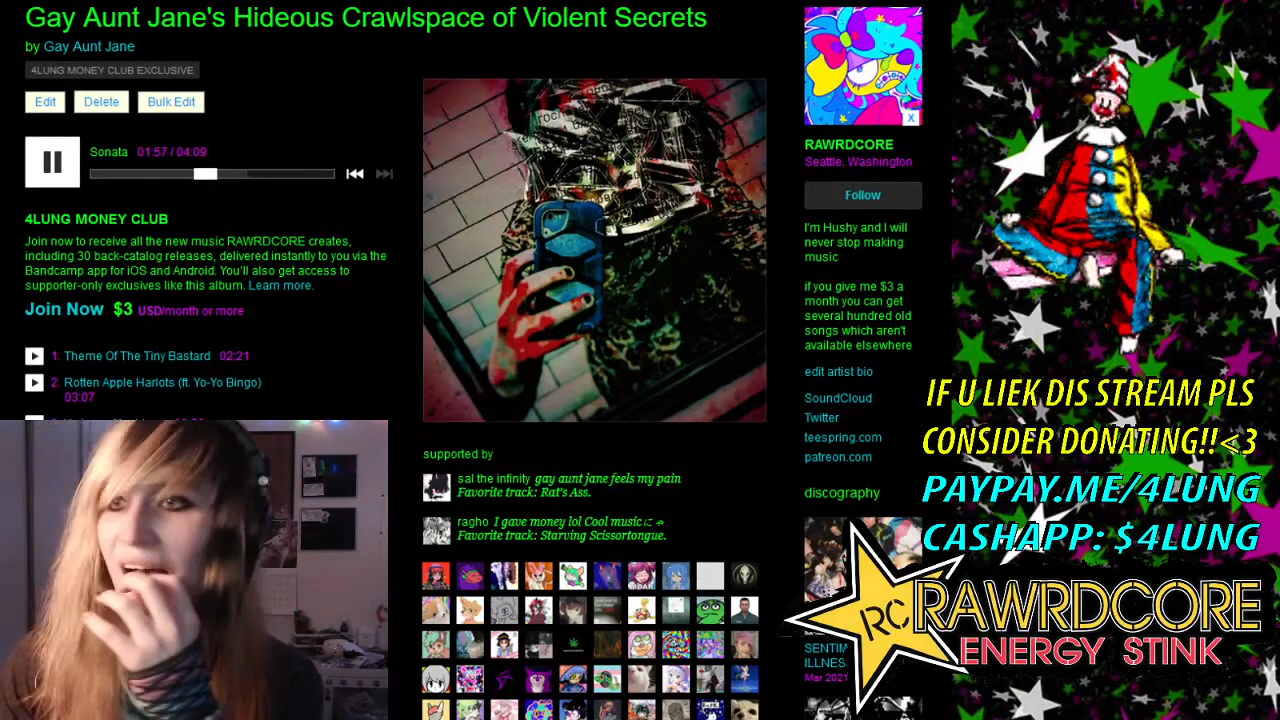 Gay Aunt Jane's Hideous Crawlspace of Violent Secrets
by Gay Aunt Jane
4LUNG MONEY CLUB EXCLUSIVE
Edit
Delete
Bulk Edit
Sonata 01:57 / 04:09
4LUNG MONEY CLUB
Join now to receive all the new music RAWRDCORE creates,
including 30 back-catalog releases, delivered instantly to you via the
Bandcamp app for iOS and Android. You'll also get access to
supporter-only exclusives like this album. Learn more.
Join Now $3 USD/month or more
1. Theme Of The Tiny Bastard 02:21
2. Rotten Apple Harlots (ft. Yo-Yo Bingo)
03:07
supported by
sal the infinity gay aunt jane feels my pain
Favorite track: Rat's Ass.
ragho I gave money lol Cool music
Favorite track: Starving Scissortongue.
X
RAWRDCORE
Seattle, Washington
Follow
I'm Hushy and I will
never stop making
music
if you give me $3 a
month you can get
several hundred old
songs which aren't
available elsewhere
edit artist bio
SoundCloud
Twitter
teespring.com
patreon.com
discography
SENTIM
ILLNES
Mar 2021
IF U LIEK DIS STREAM PLS
CONSIDER DONATING!!<3
PAYPAY.ME/4LUNG
CASHAPP: $4LUNG
RC RAWRDCORE
ENERGY STINK